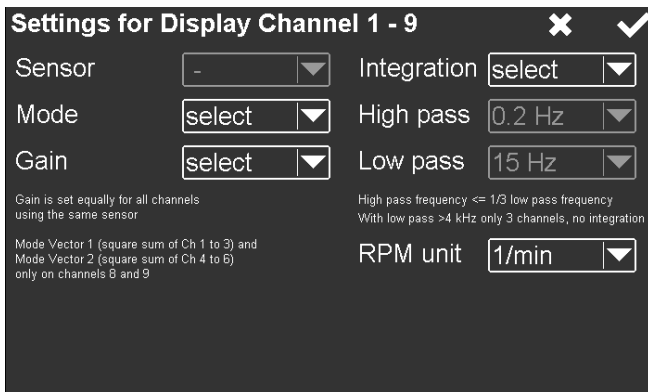 Settings for Display Channel 1 - 9
Sensor -
Mode select
Gain select
Gain is set equally for all channels
using the same sensor
Mode Vector 1 (square sum of Ch 1 to 3) and
Mode Vector 2 (square sum of Ch 4 to 6)
only on channels 8 and 9
Integration select
High pass 0.2 Hz
Low pass 15 Hz
High pass frequency <= 1/3 low pass frequency
With low pass >4 kHz only 3 channels, no integration
RPM unit 1/min